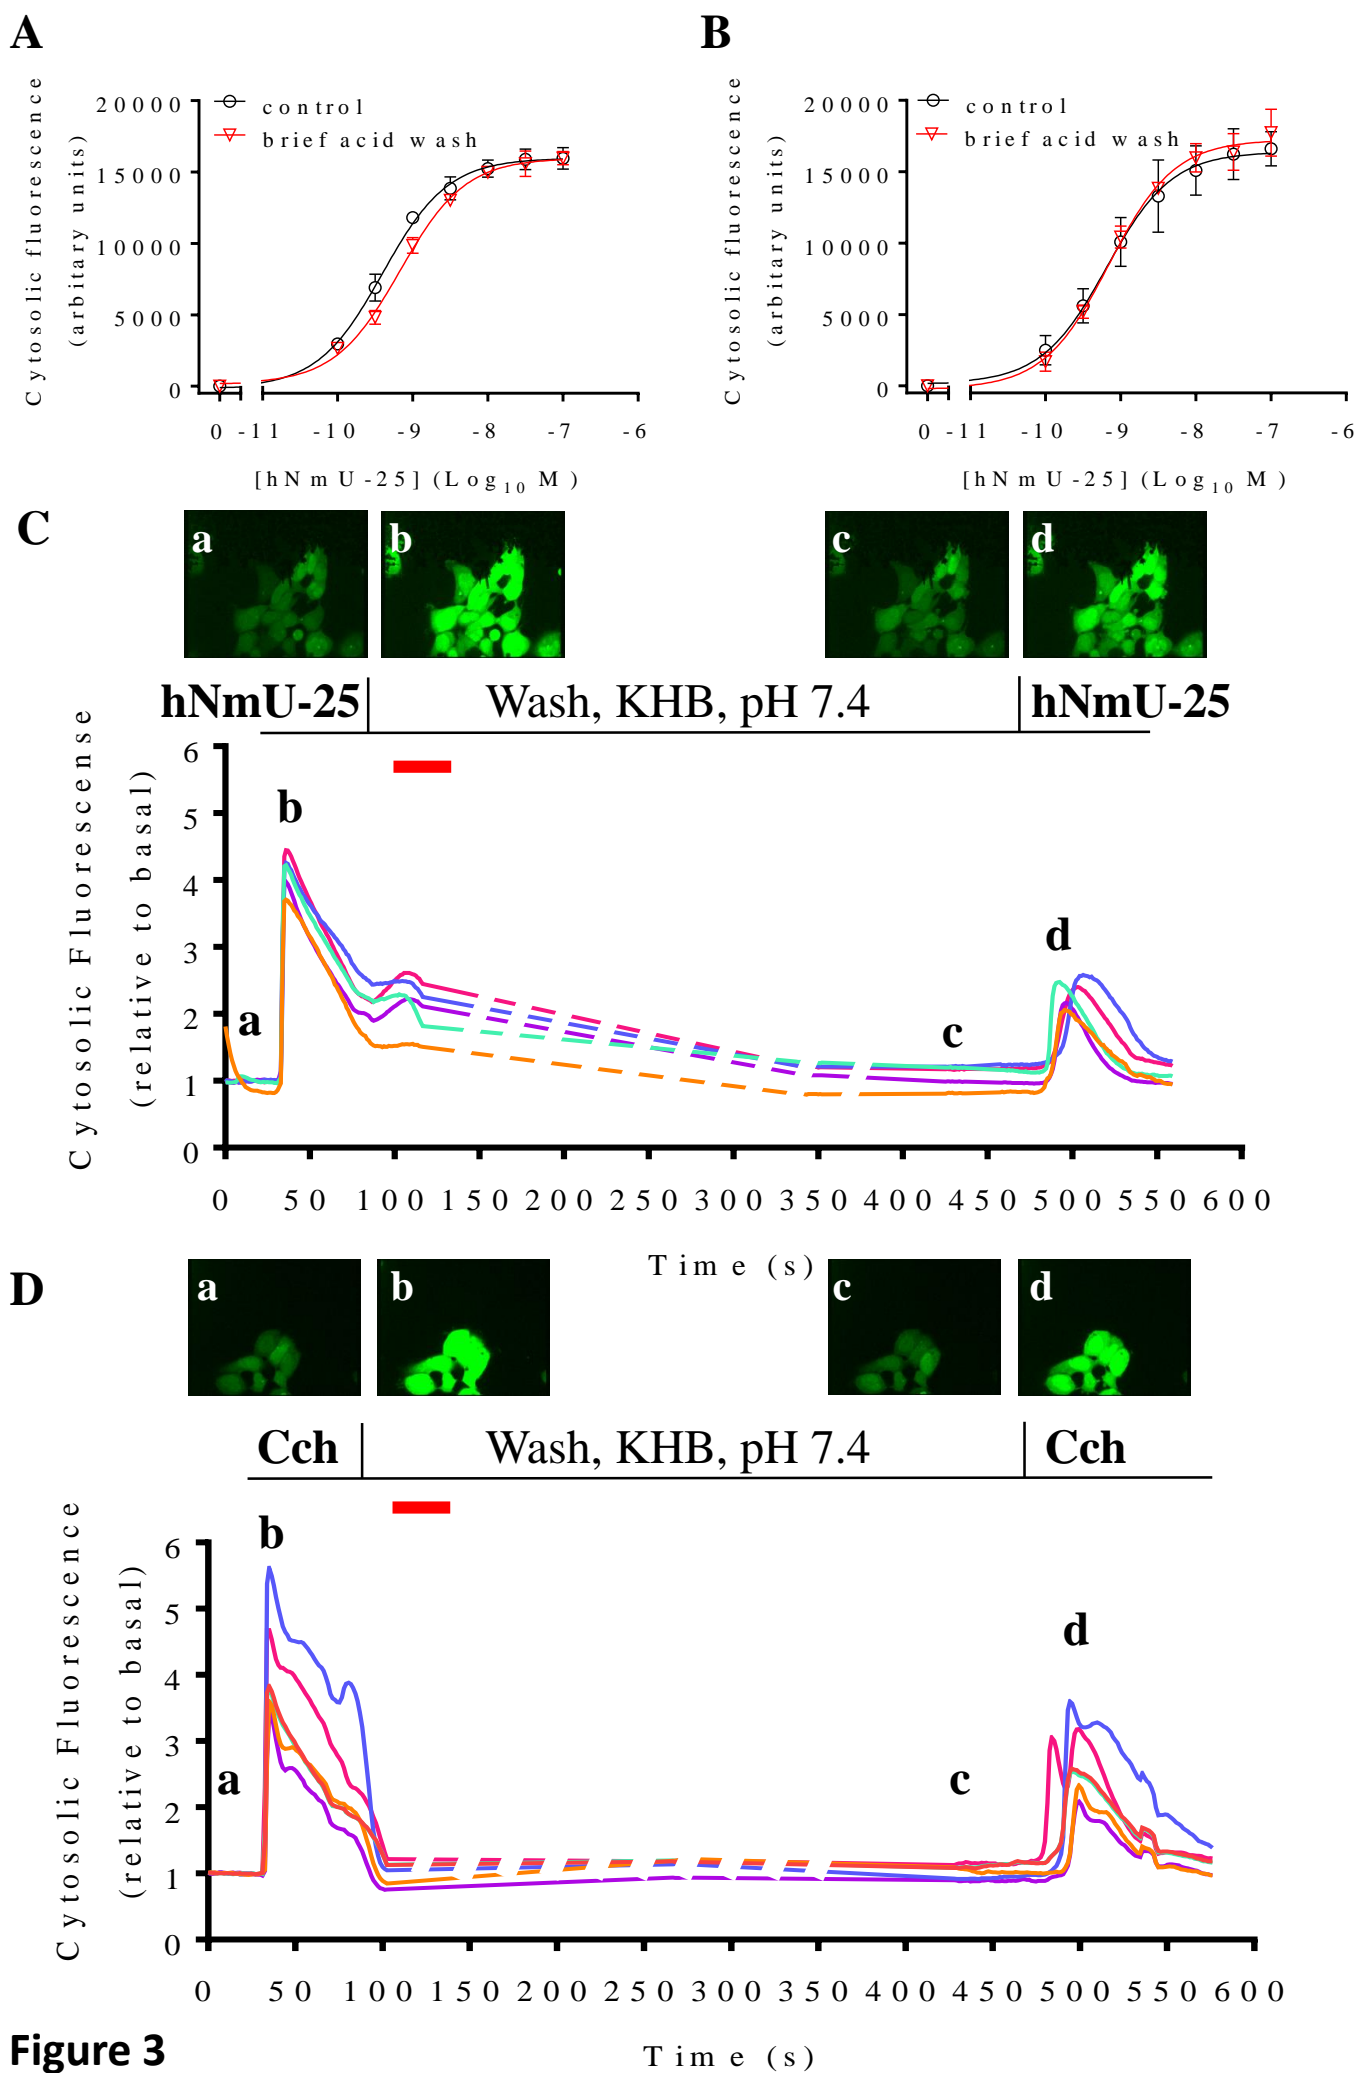 A
Cytosolic fluorescence
(arbitary units)
20000
15000
10000
5000
0
control
brief acid wash
0 -11 -10 -9 -8 -7 -6
[hNmU-25] (Log10 M)
B
Cytosolic fluorescence
(arbitary units)
20000
15000
10000
5000
0
control
brief acid wash
0 -11 -10 -9 -8 -7 -6
[hNmU-25] (Log10 M)
C
a
b
c
d
hNmU-25
Wash, KHB, pH 7.4
hNmU-25
Cytosolic Fluorescense
(relative to basal)
6
5
4
3
2
1
0
a
b
c
d
0 50 100 150 200 250 300 350 400 450 500 550 600
Time (s)
D
a
b
c
d
Cch
Wash, KHB, pH 7.4
Cch
Cytosolic Fluorescence
(relative to basal)
6
5
4
3
2
1
0
a
b
c
d
0 50 100 150 200 250 300 350 400 450 500 550 600
Time (s)
Figure 3